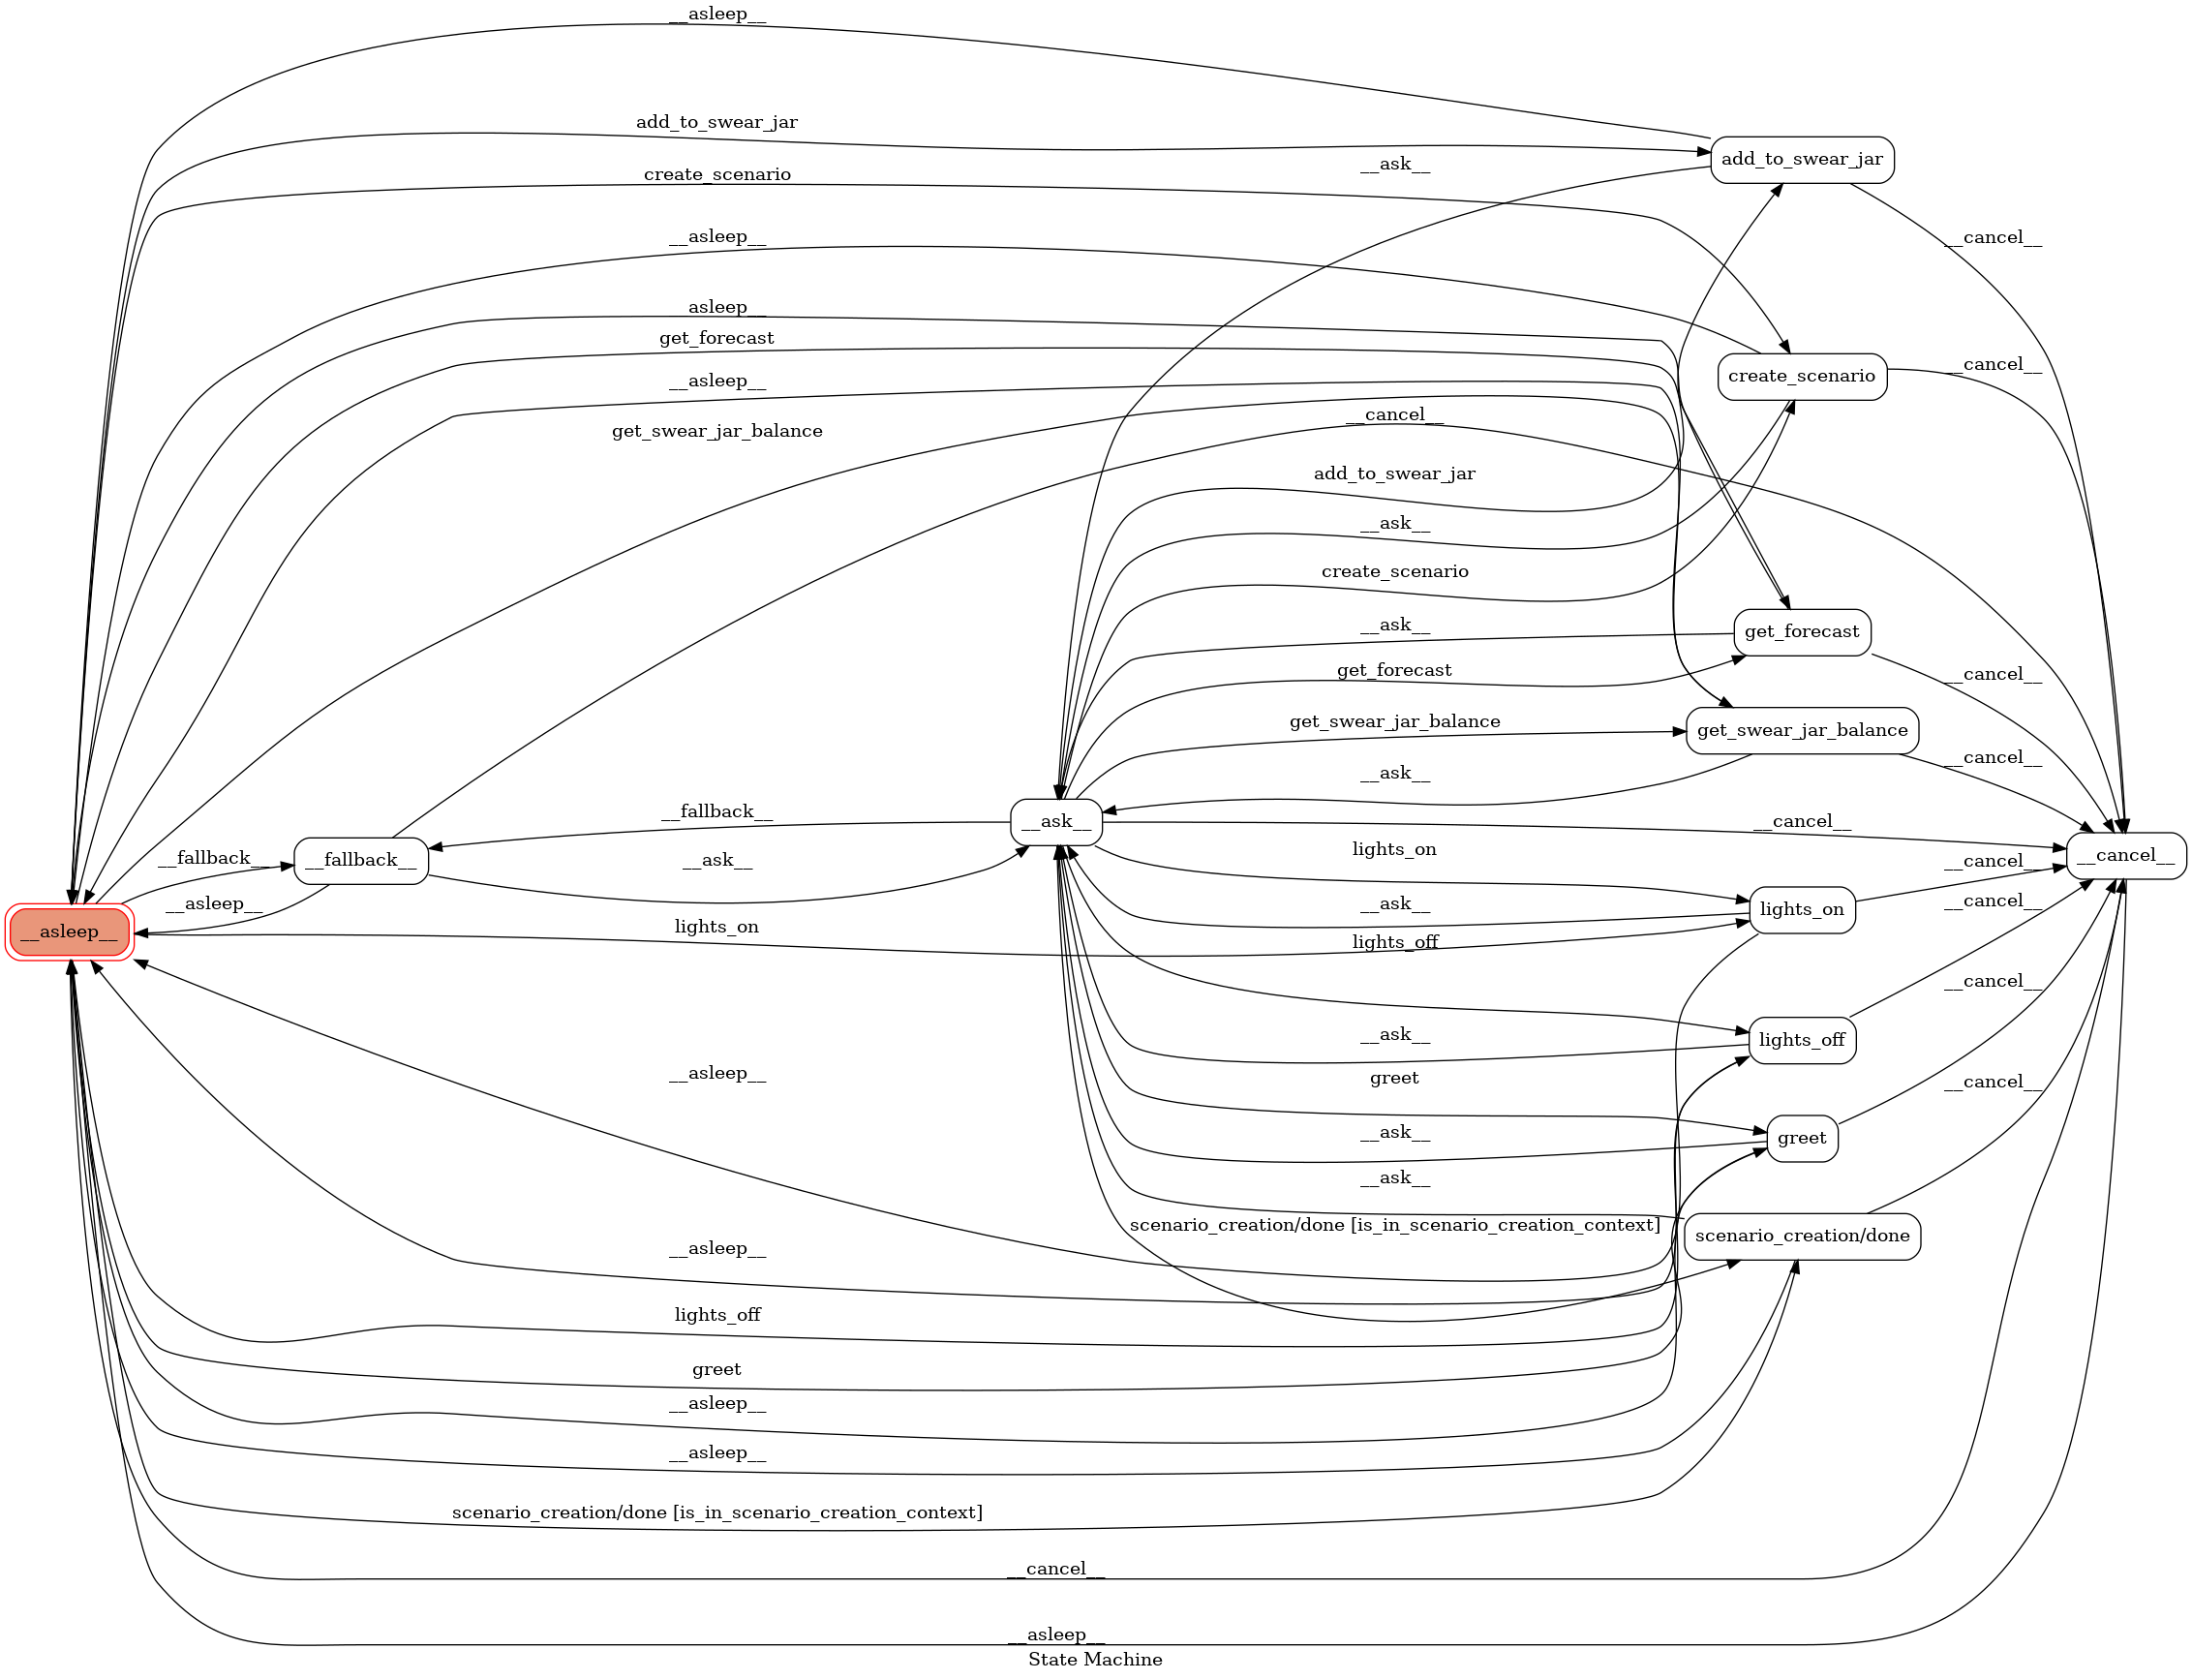 __asleep__
add_to_swear_jar
add_to_swear_jar
__ask__
create_scenario
__asleep__
__cancel__
asleep__
get_forecast
__cancel__
create_scenario
__asleep__
__cancel__
get_swear_jar_balance
add_to_swear_jar
__ask__
create_scenario
__ask__
get_forecast
get_forecast
__cancel__
get_swear_jar_balance
get_swear_jar_balance
__cancel__
__ask__
__fallback__
__ask__
__cancel__
lights_on
__fallback__
__fallback__
__ask__
__cancel__
__cancel__
__asleep__
__ask__
lights_on
__cancel__
__asleep__
lights_on
lights_off
__cancel__
__ask__
lights_off
__asleep__
greet
__cancel__
__ask__
greet
__ask__
scenario_creation/done [is_in_scenario_creation_context]
scenario_creation/done
__asleep__
lights_off
greet
__asleep__
__asleep__
scenario_creation/done [is_in_scenario_creation_context]
__cancel__
__asleep__
State Machine